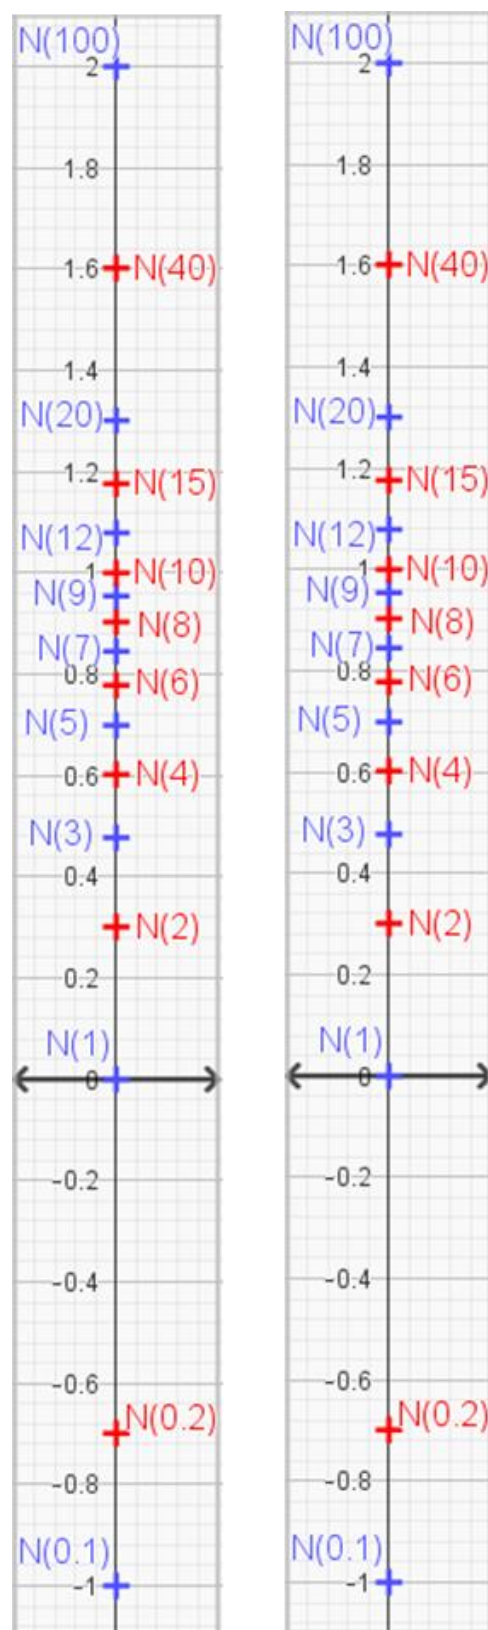 N(100)
2
1.8
1.6 N(40)
1.4
N(20)
1.2
N(15)
N(12)
1 N(10)
N(9)
N(8)
N(7)
0.8
N(6)
N(5)
0.6 N(4)
N(3)
0.4
N(2)
0.2
N(1)
0
-0.2
-0.4
-0.6
N(0.2)
-0.8
N(0.1)
-1
N(100)
2
1.8
1.6 N(40)
1.4
N(20)
1.2
N(15)
N(12)
1 N(10)
N(9)
N(8)
N(7)
0.8
N(6)
N(5)
0.6 N(4)
N(3)
0.4
N(2)
0.2
N(1)
0
-0.2
-0.4
-0.6
N(0.2)
-0.8
N(0.1)
-1